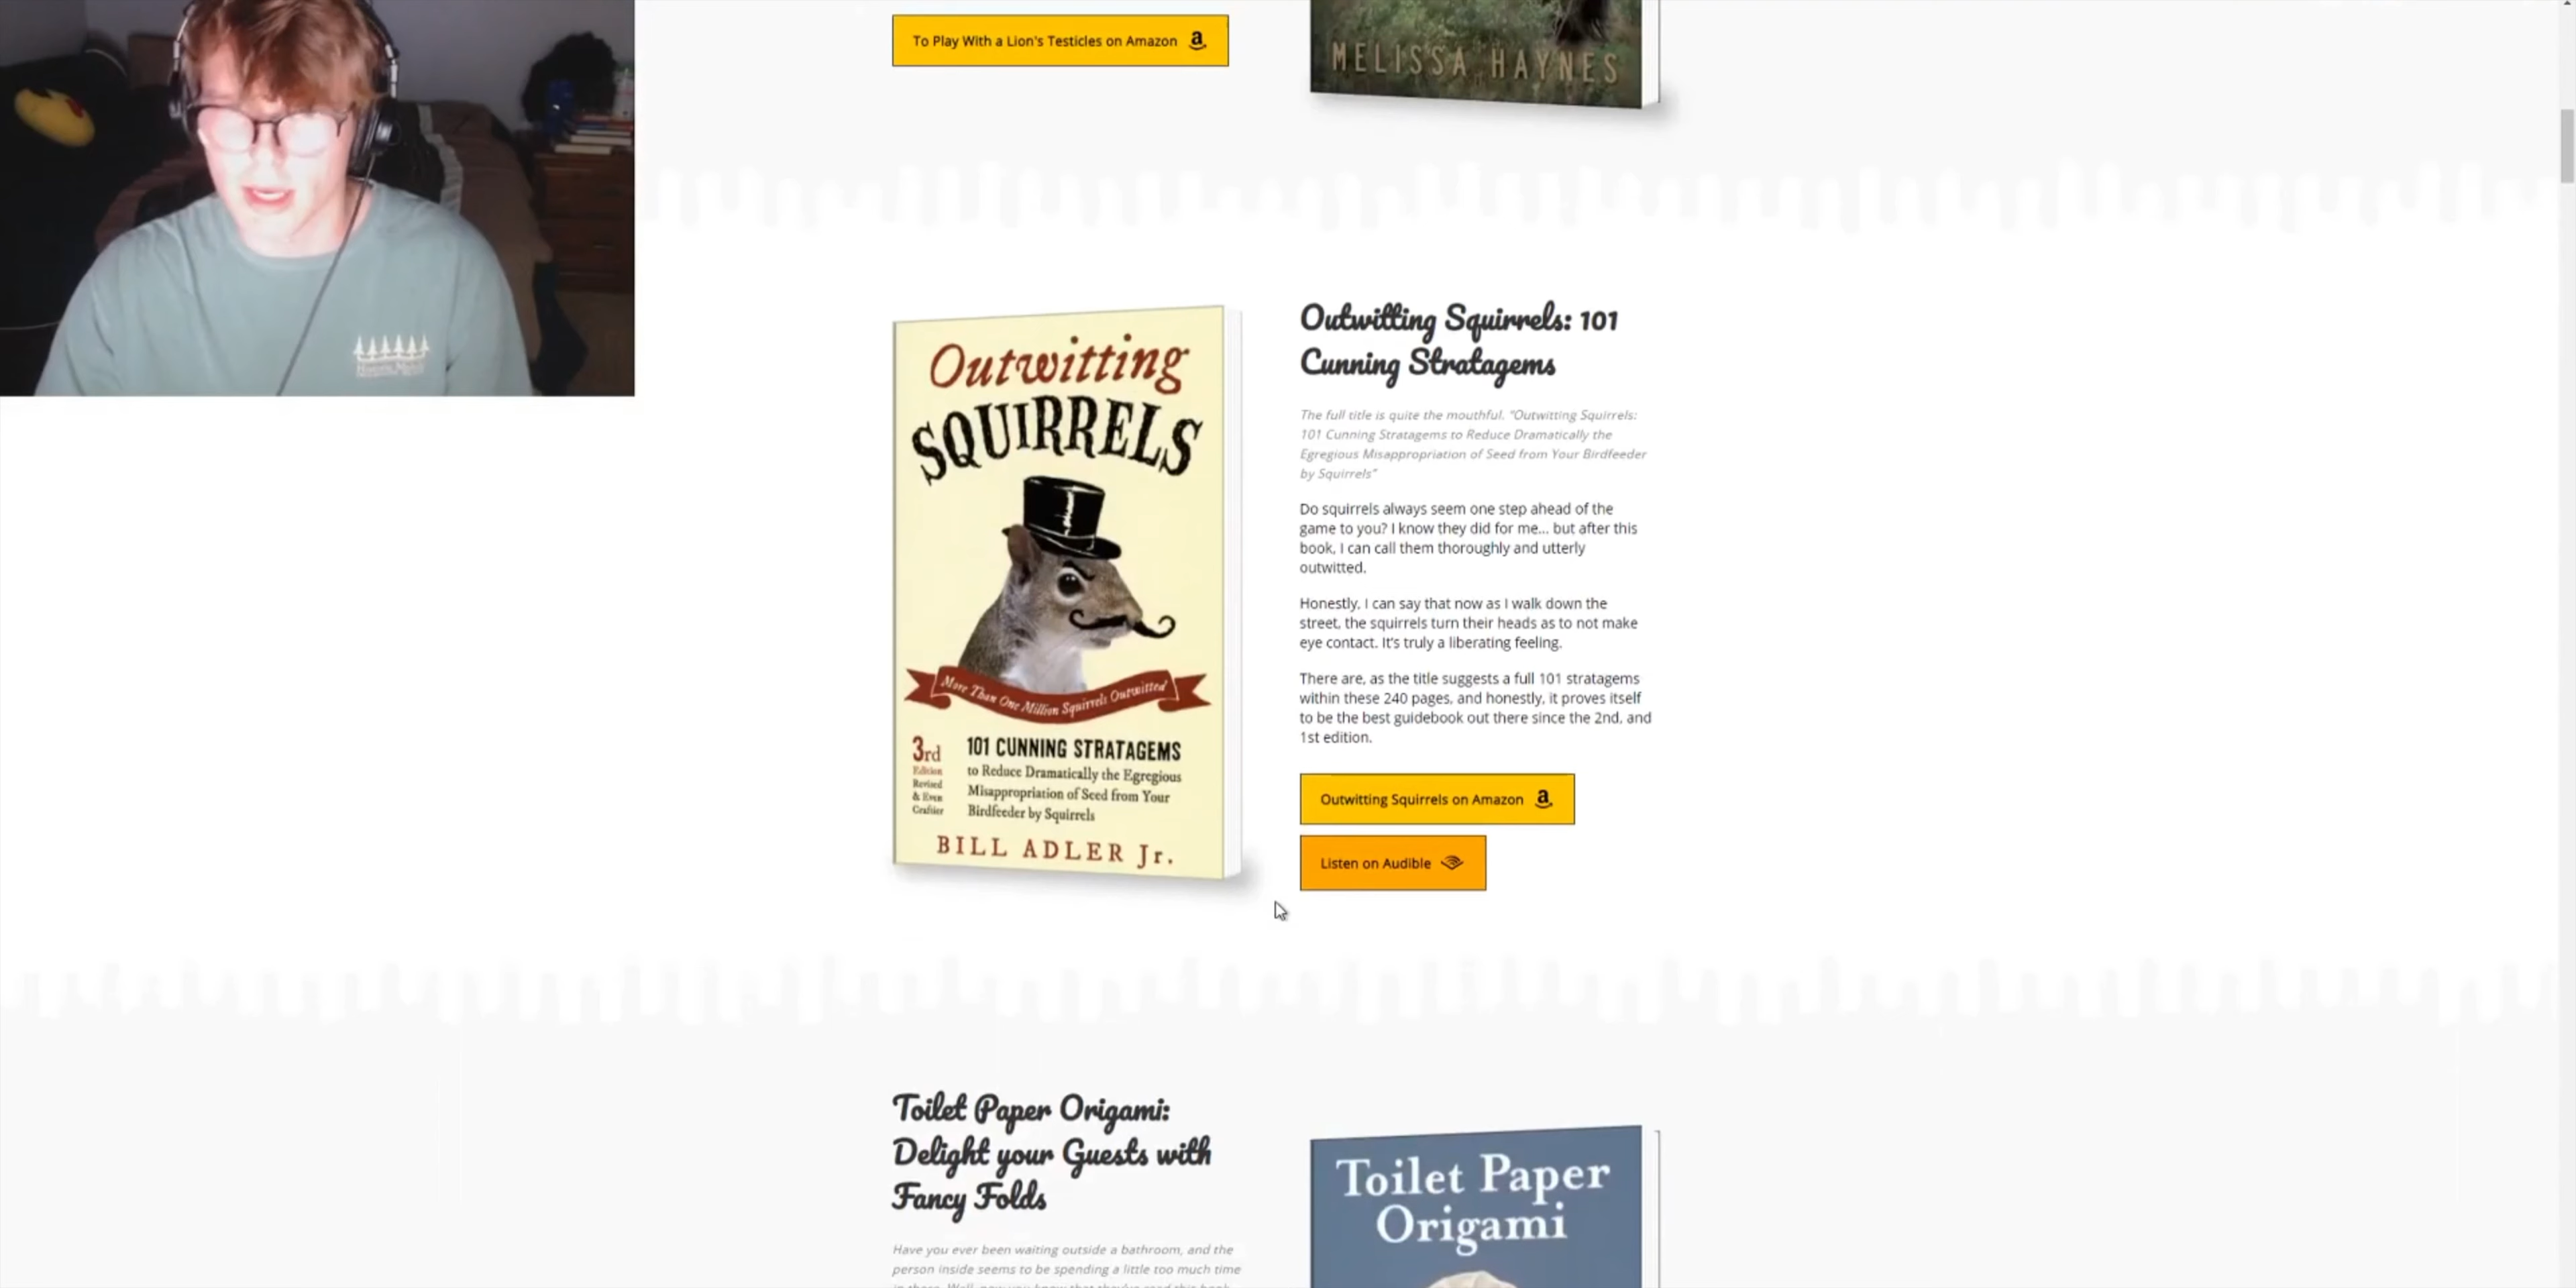 To Play With a Lion's Testicles on Amazon
MELISSA HAYNES
Outwitting
SQUIRRELS
More Than One Million Squirrels Outwitted
3rd
Edition
Revised
& Even
Craftier
101 CUNNING STRATAGEMS
to Reduce Dramatically the Egregious
Misappropriation of Seed from Your
Birdfeeder by Squirrels
BILL ADLER Jr.
Outwitting Squirrels: 101
Cunning Stratagems
The full title is quite the mouthful. "Outwitting Squirrels:
101 Cunning Stratagems to Reduce Dramatically the
Egregious Misappropriation of Seed from Your Birdfeeder
by Squirrels"
Do squirrels always seem one step ahead of the
game to you? I know they did for me... but after this
book, I can call them thoroughly and utterly
outwitted.
Honestly, I can say that now as I walk down the
street, the squirrels turn their heads as to not make
eye contact. It's truly a liberating feeling.
There are, as the title suggests a full 101 stratagems
within these 240 pages, and honestly, it proves itself
to be the best guidebook out there since the 2nd, and
1st edition.
Outwitting Squirrels on Amazon
Listen on Audible
Toilet Paper Origami:
Delight your Guests with
Fancy Folds
Have you ever been waiting outside a bathroom, and the
person inside seems to be spending a little too much time
Toilet Paper
Origami